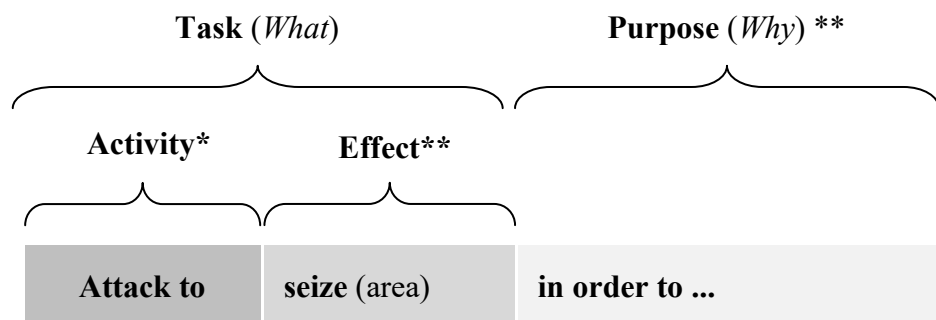 Task (What) Purpose (Why) **
Activity* Effect**
Attack to seize (area) in order to ...